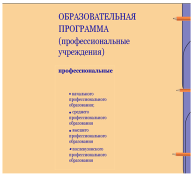 ОБРАЗОВАТЕЛЬНАЯ
ПРОГРАММА
(профессиональные
учреждения)
профессиональные
• начального
профессионального
образования;
• среднего
профессионального
образования
• высшего
профессионального
образования
• послевузовского
профессионального
образования